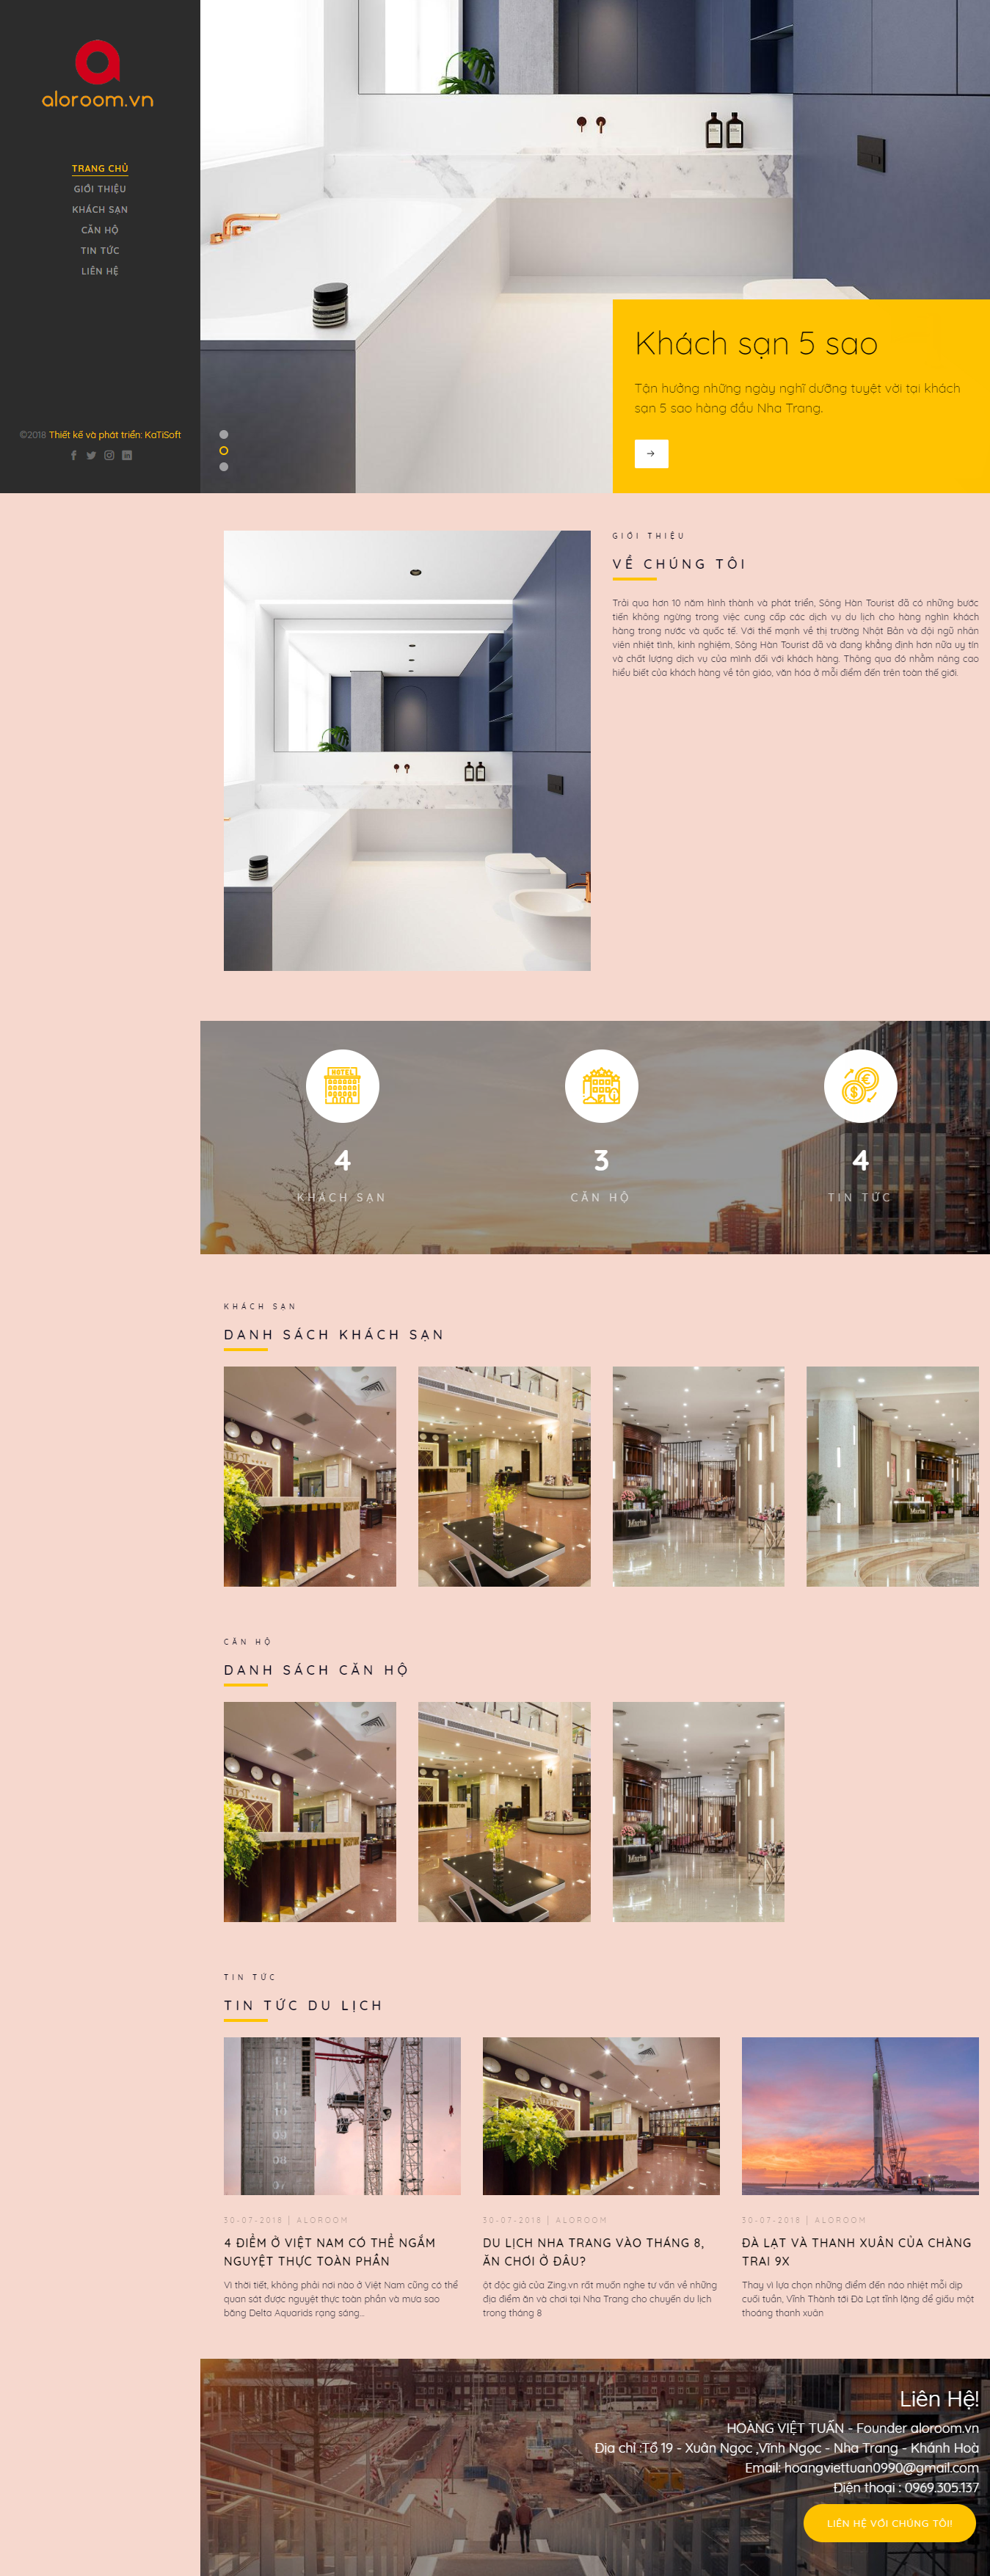 aloroom.vn
TRANG CHỦ
GIỚI THIỆU
KHÁCH SẠN
CĂN HỘ
TIN TỨC
LIÊN HỆ
©2018 Thiết kế và phát triển: KaTiSoft
Khách sạn 5 sao
Tận hưởng những ngày nghĩ dưỡng tuyệt vời tại khách
sạn 5 sao hàng đầu Nha Trang.
GIỚI THIỆU
VỀ CHÚNG TÔI
Trải qua hơn 10 năm hình thành và phát triển, Sông Hàn Tourist đã có những bước
tiến không ngừng trong việc cung cấp các dịch vụ du lịch cho hàng nghìn khách
hàng trong nước và quốc tế. Với thế mạnh về thị trường Nhật Bản và đội ngũ nhân
viên nhiệt tình, kinh nghiệm, Sông Hàn Tourist đã và đang khẳng định hơn nữa uy tín
và chất lượng dịch vụ của mình đối với khách hàng. Thông qua đó nhằm nâng cao
hiểu biết của khách hàng về tôn giáo, văn hóa ở mỗi điểm đến trên toàn thế giới.
HOTEL
4
KHÁCH SẠN
3
CĂN HỘ
4
TIN TỨC
KHÁCH SẠN
DANH SÁCH KHÁCH SẠN
CĂN HỘ
DANH SÁCH CĂN HỘ
TIN TỨC
TIN TỨC DU LỊCH
30-07-2018 | ALOROOM
4 ĐIỂM Ở VIỆT NAM CÓ THỂ NGẮM
NGUYỆT THỰC TOÀN PHẦN
Vì thời tiết, không phải nơi nào ở Việt Nam cũng có thể
quan sát được nguyệt thực toàn phần và mưa sao
băng Delta Aquarids rạng sáng...
30-07-2018 | ALOROOM
DU LỊCH NHA TRANG VÀO THÁNG 8,
ĂN CHƠI Ở ĐÂU?
ột độc giả của Zing.vn rất muốn nghe tư vấn về những
địa điểm ăn và chơi tại Nha Trang cho chuyến du lịch
trong tháng 8
30-07-2018 | ALOROOM
ĐÀ LẠT VÀ THANH XUÂN CỦA CHÀNG
TRAI 9X
Thay vì lựa chọn những điểm đến náo nhiệt mỗi dịp
cuối tuần, Vĩnh Thành tới Đà Lạt tĩnh lặng để giấu một
thoáng thanh xuân
Liên Hệ!
HOÀNG VIỆT TUẤN - Founder aloroom.vn
Địa chỉ :Tổ 19 - Xuân Ngọc ,Vĩnh Ngọc - Nha Trang - Khánh Hoà
Email: hoangviettuan0990@gmail.com
Điện thoại : 0969.305.137
LIÊN HỆ VỚI CHÚNG TÔI!